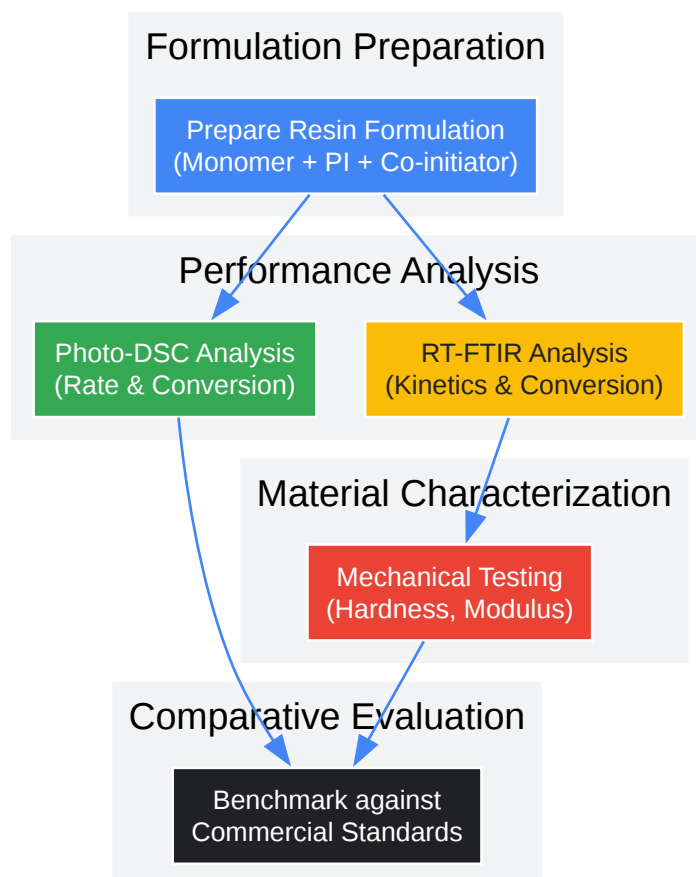 Formulation Preparation
Prepare Resin Formulation
(Monomer + PI + Co-initiator)
Performance Analysis
Photo-DSC Analysis
(Rate & Conversion)
RT-FTIR Analysis
(Kinetics & Conversion)
Material Characterization
Mechanical Testing
(Hardness, Modulus)
Comparative Evaluation
Benchmark against
Commercial Standards